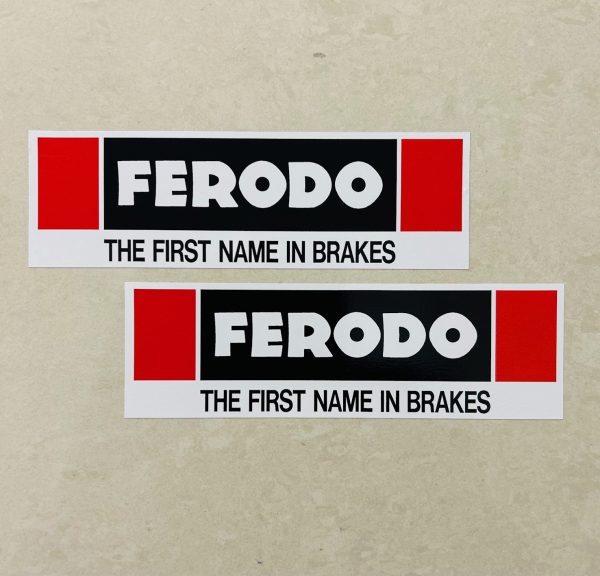 FERODO
THE FIRST NAME IN BRAKES
FERODO
THE FIRST NAME IN BRAKES